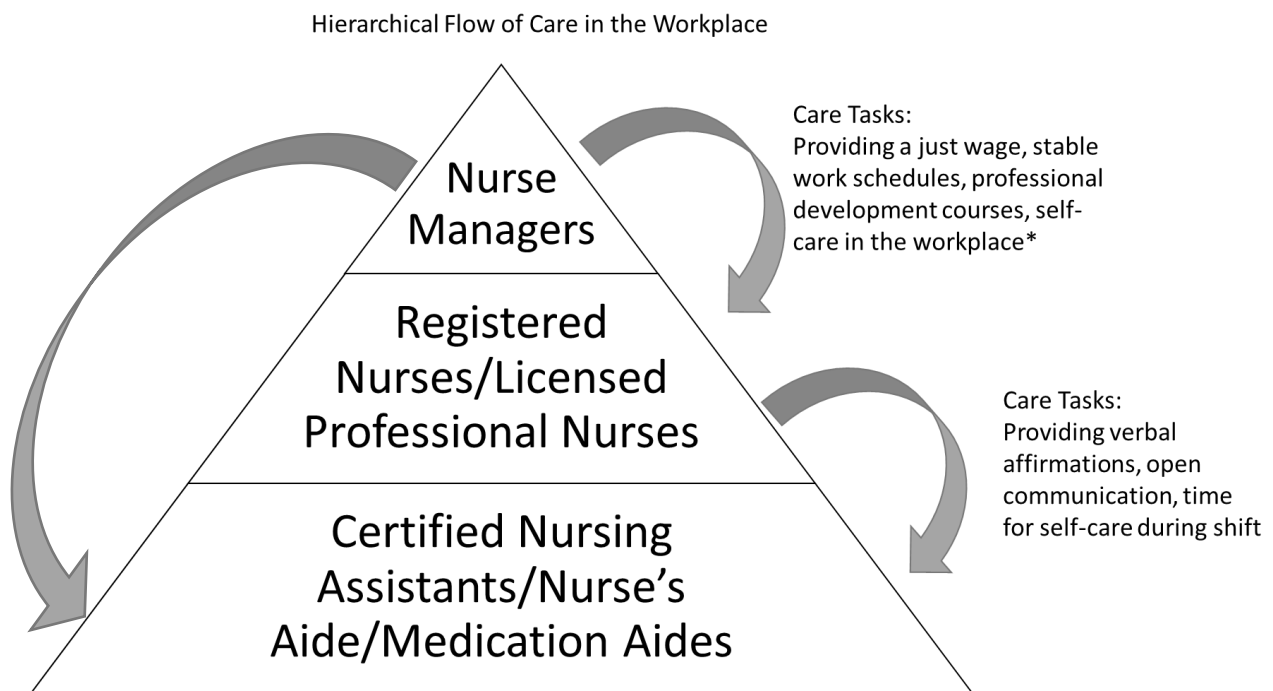 Hierarchical Flow of Care in the Workplace
Nurse
Managers
Care Tasks:
Providing a just wage, stable
work schedules, professional
development courses, self-
care in the workplace*
Registered
Nurses/Licensed
Professional Nurses
Care Tasks:
Providing verbal
affirmations, open
communication, time
for self-care during shift
Certified Nursing
Assistants/Nurse’s
Aide/Medication Aides